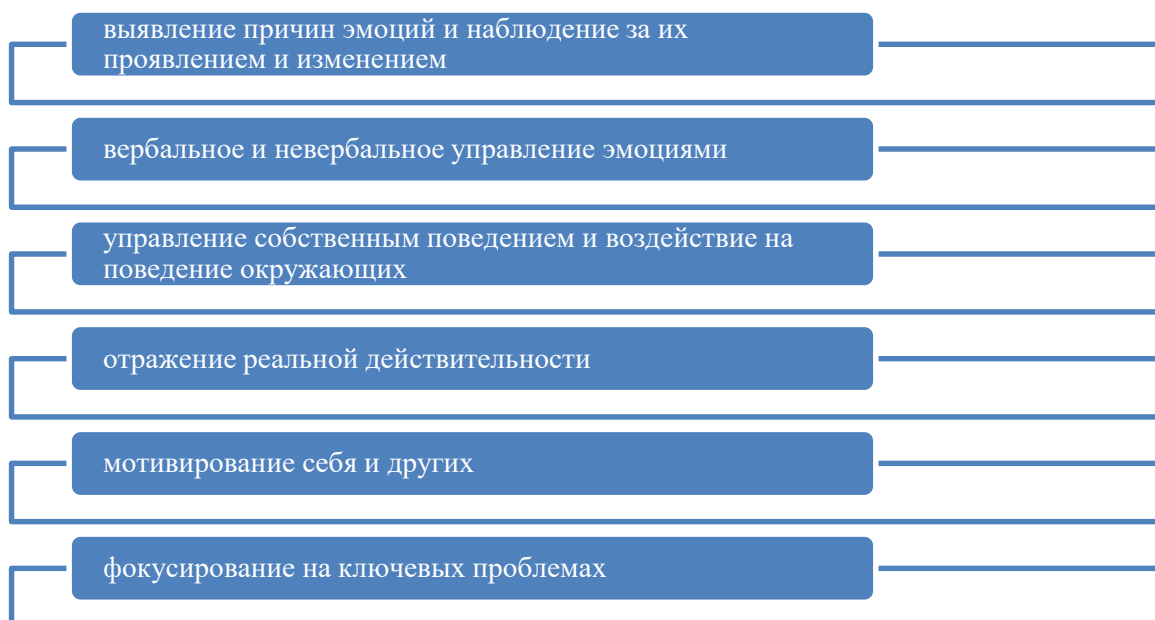 выявление причин эмоций и наблюдение за их
проявлением и изменением
вербальное и невербальное управление эмоциями
управление собственным поведением и воздействие на
поведение окружающих
отражение реальной действительности
мотивирование себя и других
фокусирование на ключевых проблемах